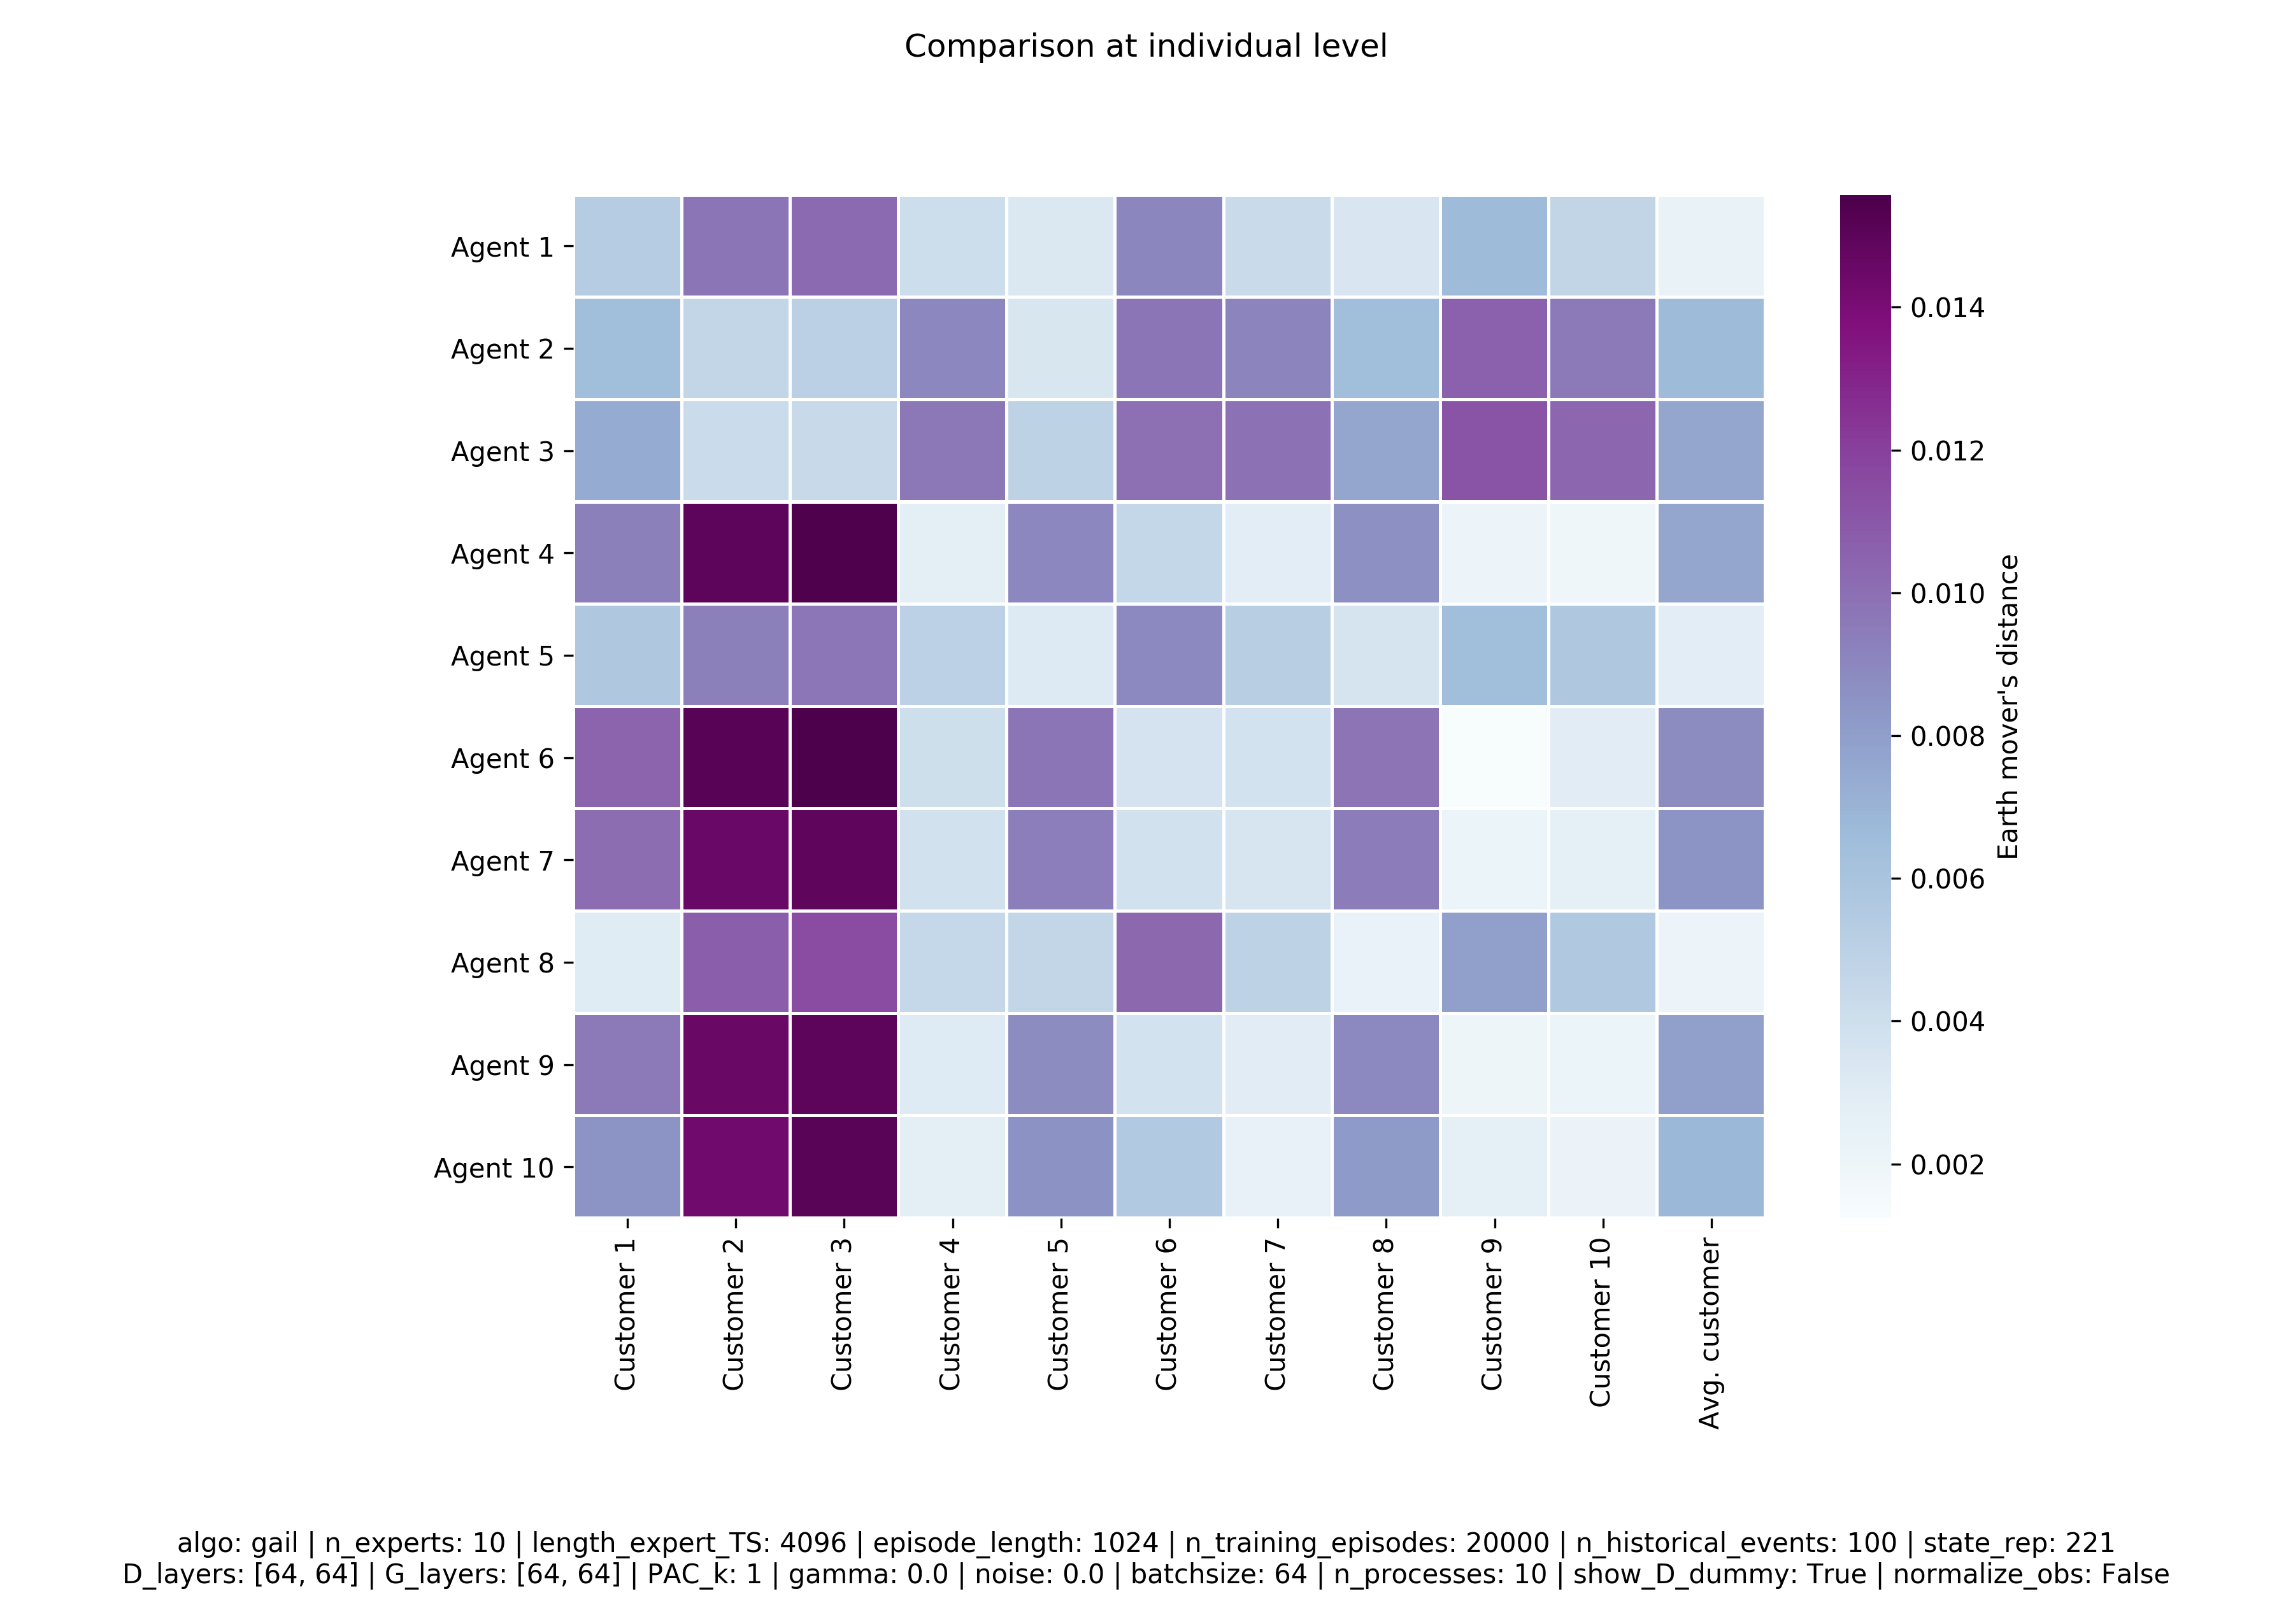 Comparison at individual level
Agent 1
Agent 2
Agent 3
Agent 4
Agent 5
Agent 6
Agent 7
Agent 8
Agent 9
Agent 10
Customer 1
Customer 2
Customer 3
Customer 4
Customer 5
Customer 6
Customer 7
Customer 8
Customer 9
Customer 10
Avg. customer
0.014
0.012
0.010
0.008
0.006
0.004
0.002
Earth mover's distance
algo: gail | n_experts: 10 | length_expert_TS: 4096 | episode_length: 1024 | n_training_episodes: 20000 | n_historical_events: 100 | state_rep: 221
D_layers: [64, 64] | G_layers: [64, 64] | PAC_k: 1 | gamma: 0.0 | noise: 0.0 | batchsize: 64 | n_processes: 10 | show_D_dummy: True | normalize_obs: False